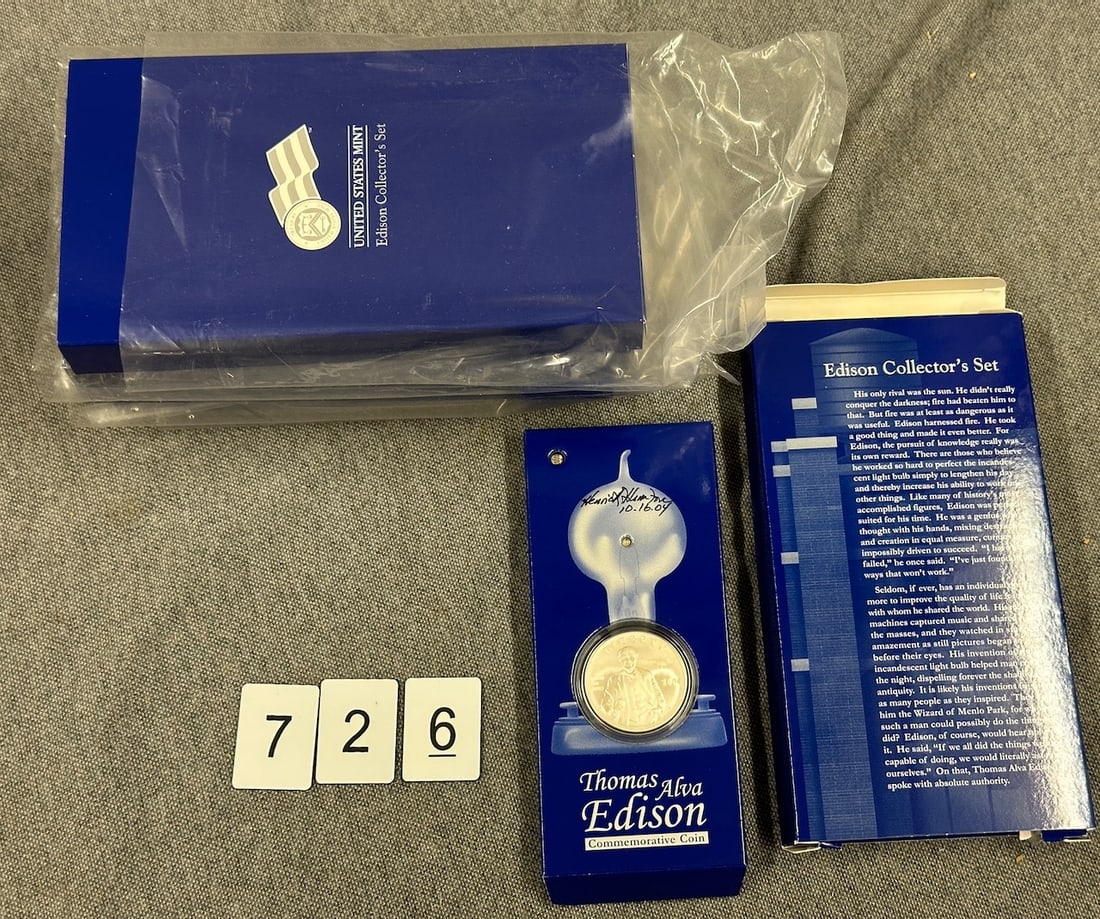 UNITED STATES MINT
Edison Collector's Set
Edison Collector's Set
His only rival was the sun. He didn't really
conquer the darkness; fire had beaten him to
that. But fire was at least as dangerous as it
was useful. Edison harnessed fire. He took
a good thing and made it even better. For
Edison, the pursuit of knowledge really was
its own reward. There are those who believe
he worked so hard to perfect the incandes-
cent light bulb simply to lengthen his day
and thereby increase his ability to work on
other things. Like many of history's
accomplished figures, Edison was
suited for his time. He was a genius
thought with his hands, mixing
and creation in equal measure,
impossibly driven to succeed. "I
failed," he once said. "I've just found
ways that won't work."
Seldom, if ever, has an individual
more to improve the quality of life
with whom he shared the world. His
machines captured music and
the masses, and they watched in
amazement as still pictures began
before their eyes. His invention
incandescent light bulb helped man
the night, dispelling forever the
antiquity. It is likely his inventions
as many people as they inspired.
him the Wizard of Menlo Park, for
such a man could possibly do the things
did? Edison, of course, would hear
it. He said, "If we all did the things
capable of doing, we would literally
ourselves." On that, Thomas Alva
spoke with absolute authority.
10.16.04
Thomas Alva
Edison
Commemorative Coin
7 2 6